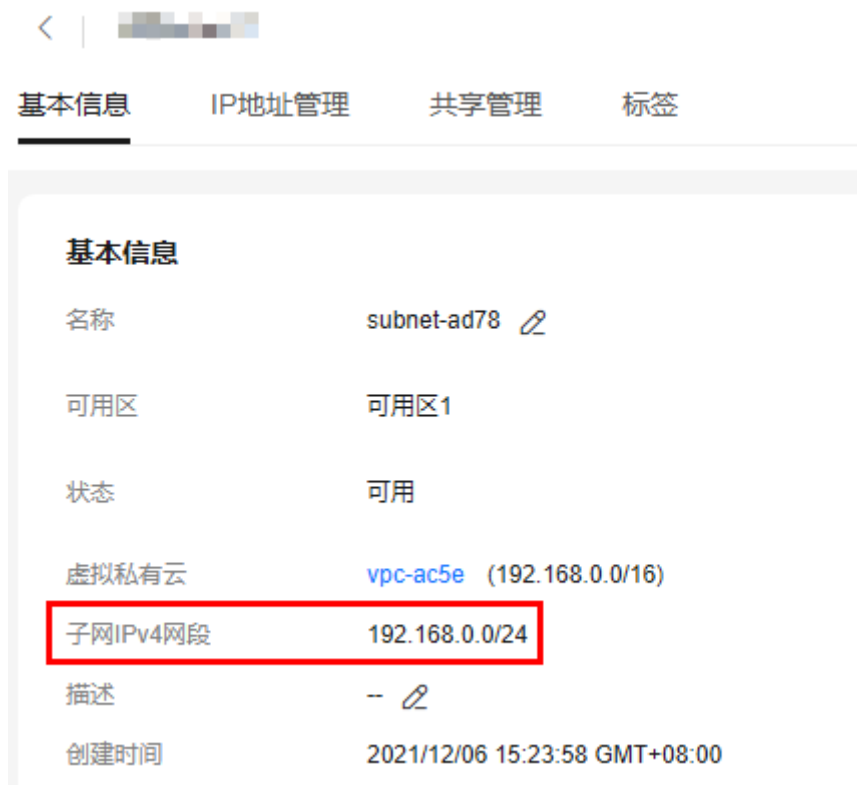 基本信息 IP地址管理 共享管理 标签
基本信息
名称 subnet-ad78
可用区 可用区1
状态 可用
虚拟私有云 vpc-ac5e (192.168.0.0/16)
子网IPv4网段 192.168.0.0/24
描述 --
创建时间 2021/12/06 15:23:58 GMT+08:00